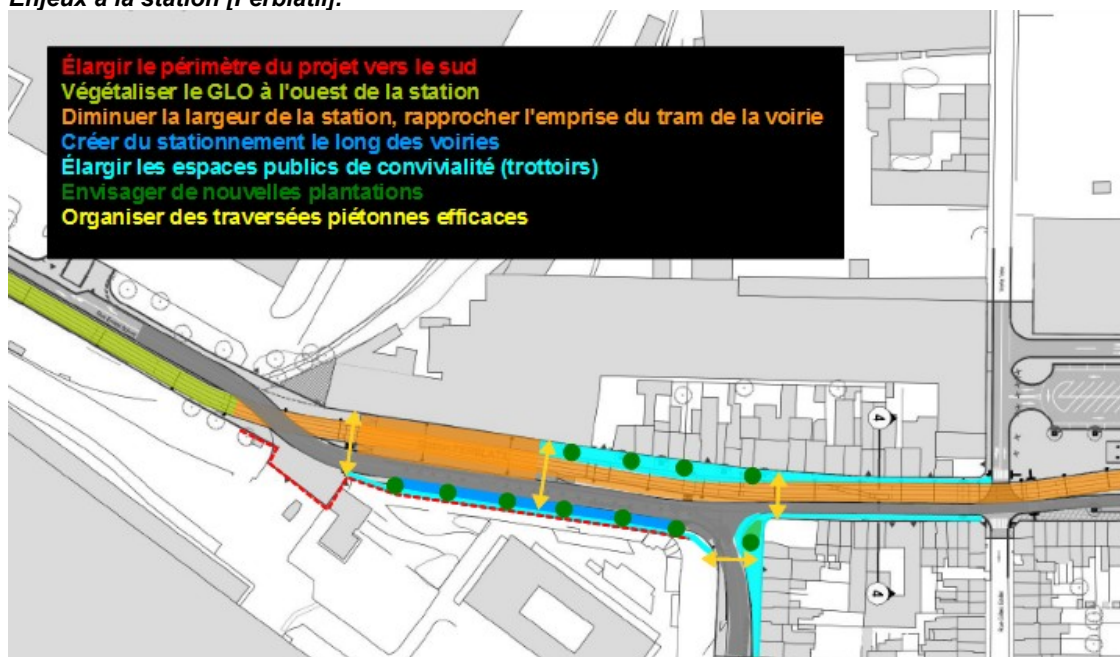 Enjeux à la station [Ferblatil].
Élargir le périmètre du projet vers le sud
Végétaliser le GLO à l'ouest de la station
Diminuer la largeur de la station, rapprocher l'emprise du tram de la voirie
Créer du stationnement le long des voiries
Élargir les espaces publics de convivialité (trottoirs)
Envisager de nouvelles plantations
Organiser des traversées piétonnes efficaces
4
4